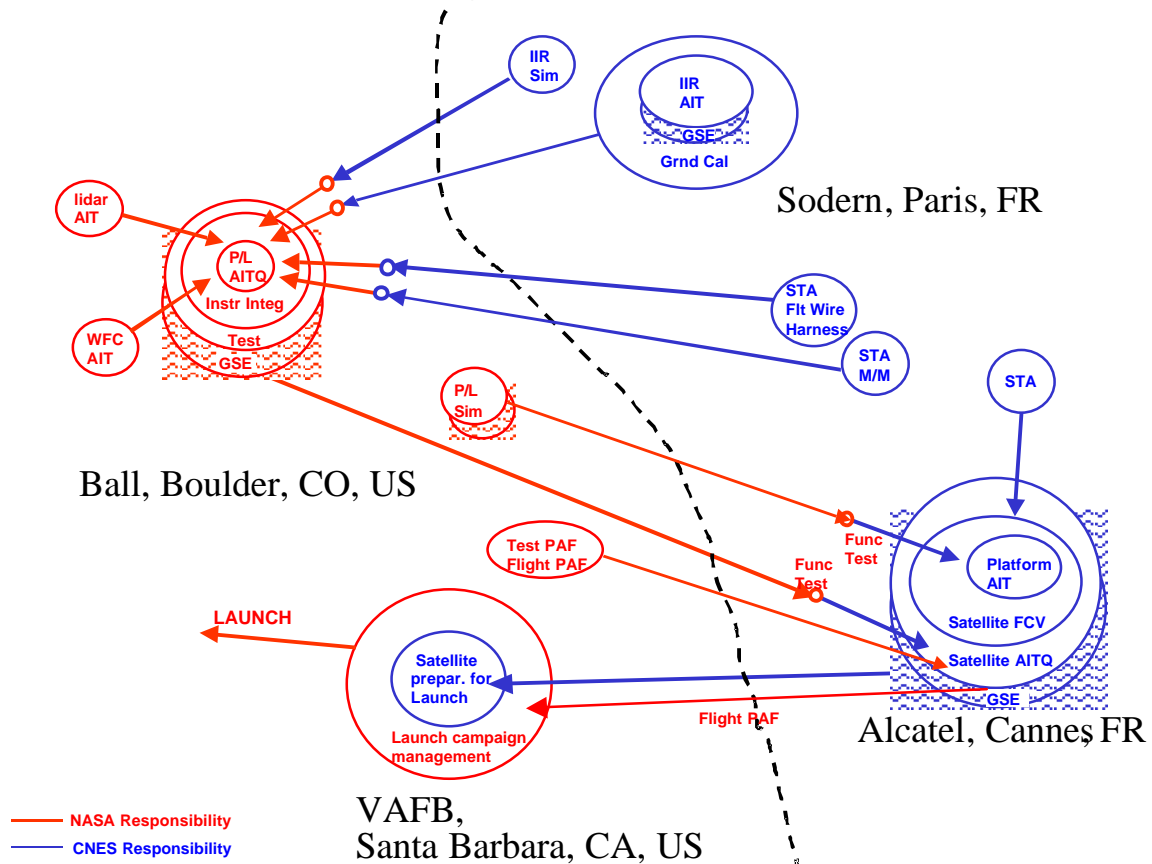 IIR
Sim
IIR
AIT
GSE
Grnd Cal
Sodern, Paris, FR
lidar
AIT
P/L
AITQ
Instr Integ
Test
GSE
WFC
AIT
STA
Flt Wire
Harness
STA
M/M
STA
P/L
Sim
Ball, Boulder, CO, US
Test PAF
Flight PAF
Func
Test
Func
Test
Platform
AIT
Satellite FCV
Satellite AITQ
GSE
LAUNCH
Satellite
prepar. for
Launch
Launch campaign
management
Flight PAF
Alcatel, Cannes, FR
VAFB,
Santa Barbara, CA, US
NASA Responsibility
CNES Responsibility